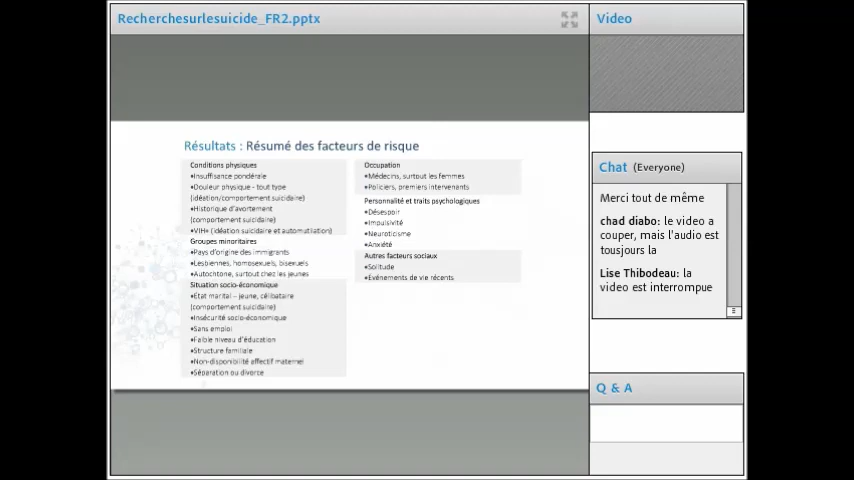 Recherchesurlesuicide_FR2.pptx
Résultats : Résumé des facteurs de risque
Conditions physiques
•Insuffisance pondérale
•Douleur physique - tout type
(idéation/comportement suicidaire)
•Historique d'avortement
(comportement suicidaire)
•VIH+ (idéation suicidaire et automutilation)
Groupes minoritaires
•Pays d'origine des immigrants
•Lesbiennes, homosexuels, bisexuels
•Autochtone, surtout chez les jeunes
Situation socio-économique
•État marital – jeune, célibataire
(comportement suicidaire)
•Insécurité socio-économique
•Sans emploi
•Faible niveau d'éducation
•Structure familiale
•Non-disponibilité affectif maternel
•Séparation ou divorce
Occupation
•Médecins, surtout les femmes
•Policiers, premiers intervenants
Personnalité et traits psychologiques
•Désespoir
•Impulsivité
•Neuroticisme
•Anxiété
Autres facteurs sociaux
•Solitude
•Événements de vie récents
Video
Chat (Everyone)
Merci tout de même
chad diabo: le video a
couper, mais l'audio est
tousjours la
Lise Thibodeau: la
video est interrompue
Q & A